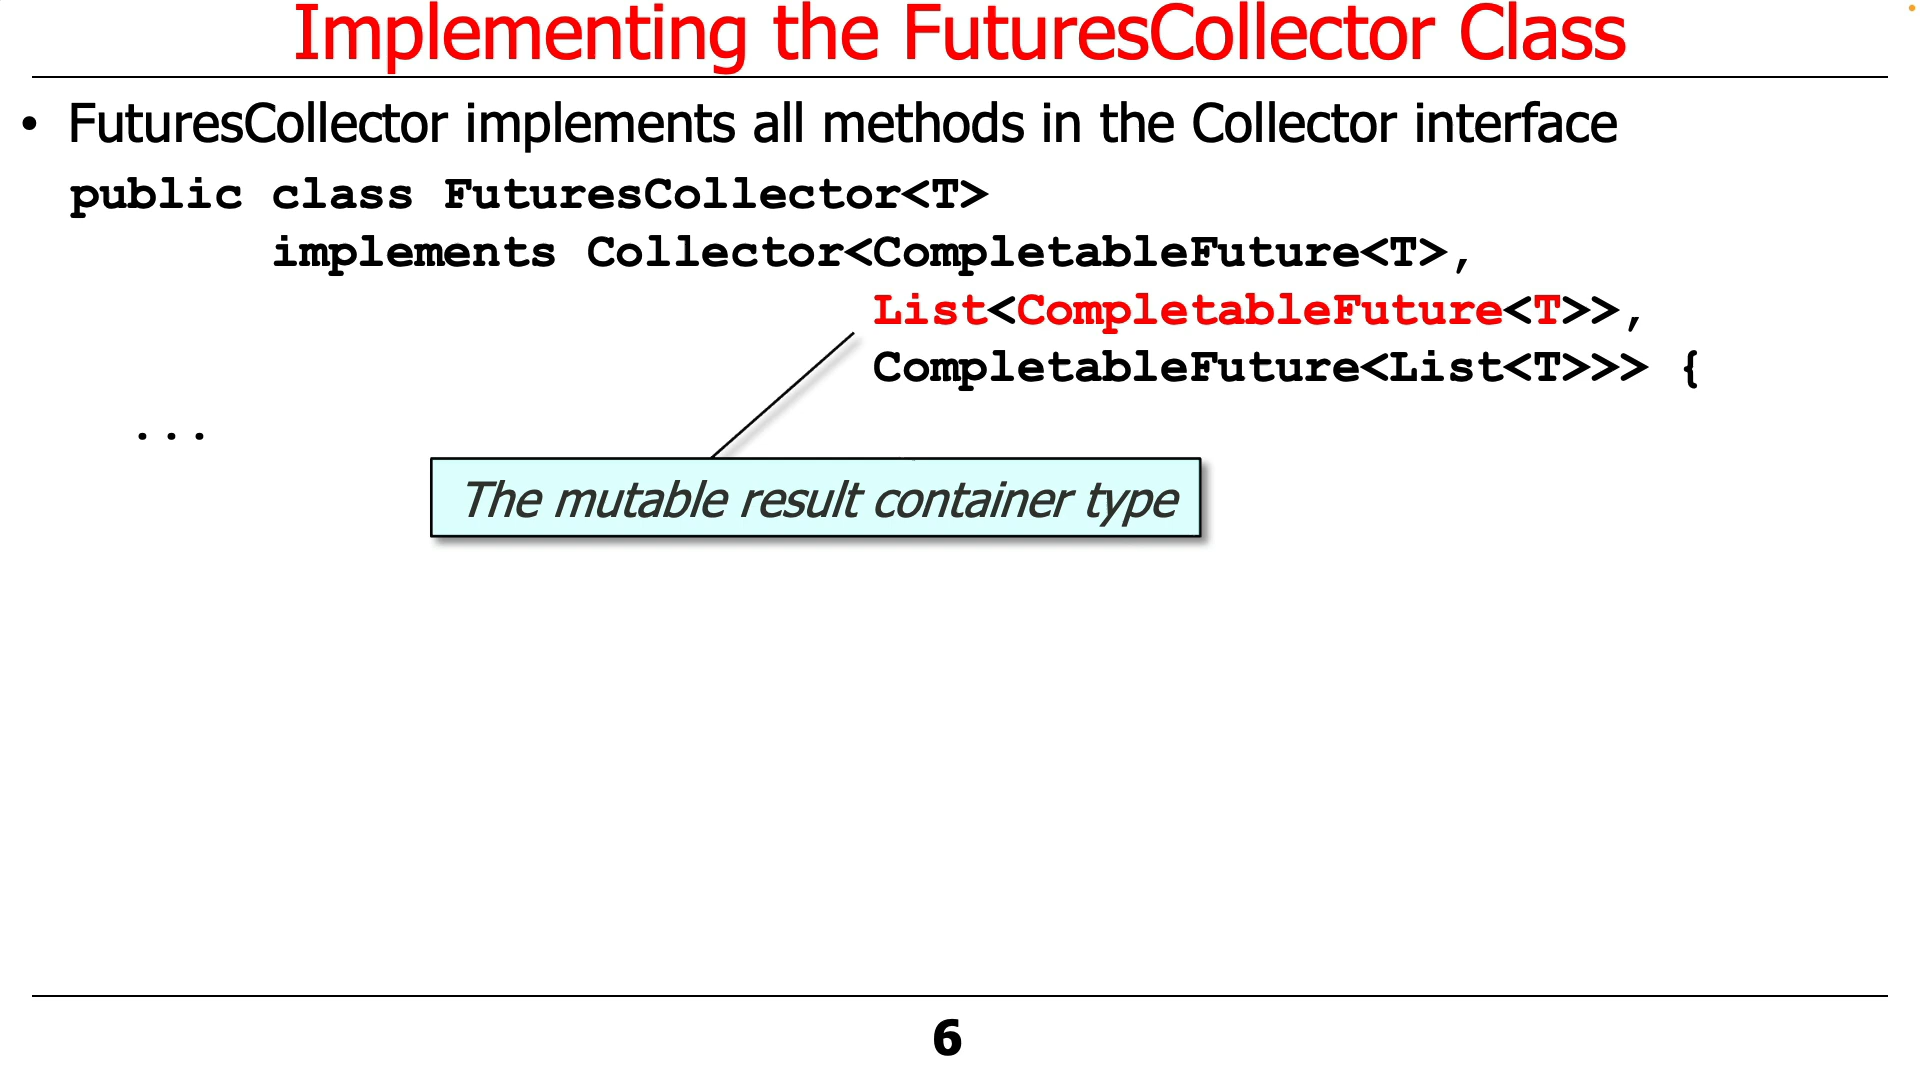 Implementing the FuturesCollector Class
• FuturesCollector implements all methods in the Collector interface
public class FuturesCollector<T>
implements Collector<CompletableFuture<T>,
List<CompletableFuture<T>>,
CompletableFuture<List<T>>> {
...
The mutable result container type
6